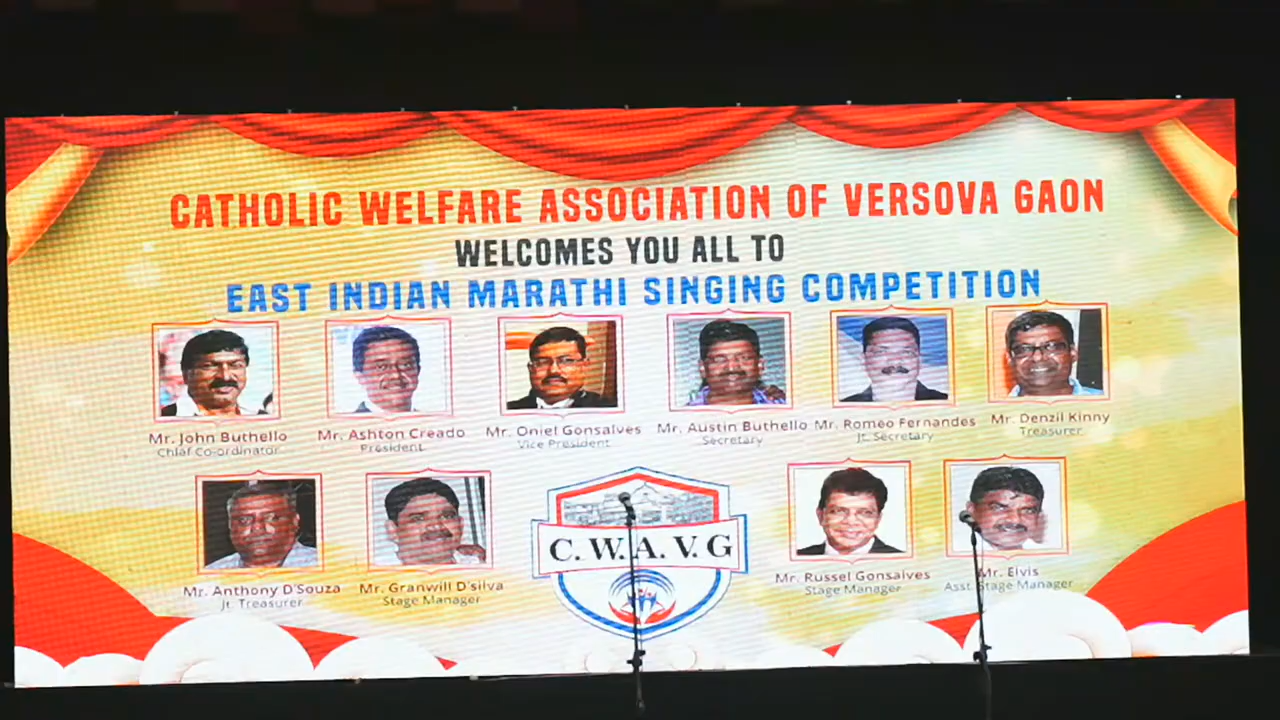 CATHOLIC WELFARE ASSOCIATION OF VERSOVA GAON
WELCOMES YOU ALL TO
EAST INDIAN MARATHI SINGING COMPETITION
Mr. John Buthello
Chief Co-ordinator
Mr. Ashton Creado
President
Mr. Oniel Gonsalves
Vice President
Mr. Austin Buthello
Secretary
Mr. Romeo Fernandes
Jt. Secretary
Mr. Denzil Kinny
Treasurer
Mr. Anthony D'Souza
Jt. Treasurer
Mr. Granwill D'silva
Stage Manager
C. W. A. V. G
Mr. Russel Gonsalves
Stage Manager
Mr. Elvis
Asst. Stage Manager